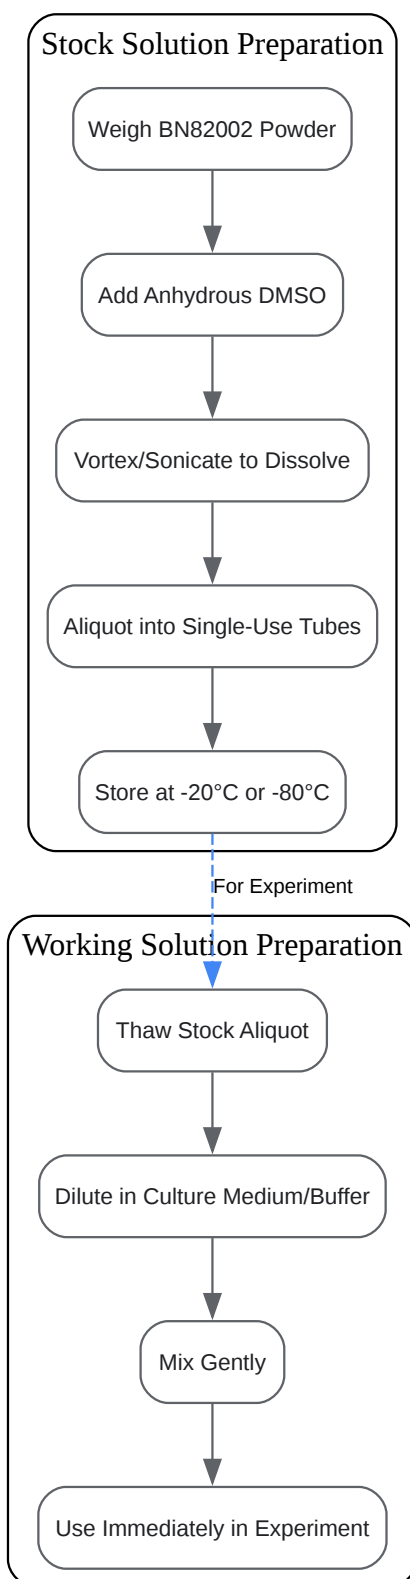 Stock Solution Preparation
Weigh BN82002 Powder
Add Anhydrous DMSO
Vortex/Sonicate to Dissolve
Aliquot into Single-Use Tubes
Store at -20°C or -80°C
For Experiment
Working Solution Preparation
Thaw Stock Aliquot
Dilute in Culture Medium/Buffer
Mix Gently
Use Immediately in Experiment